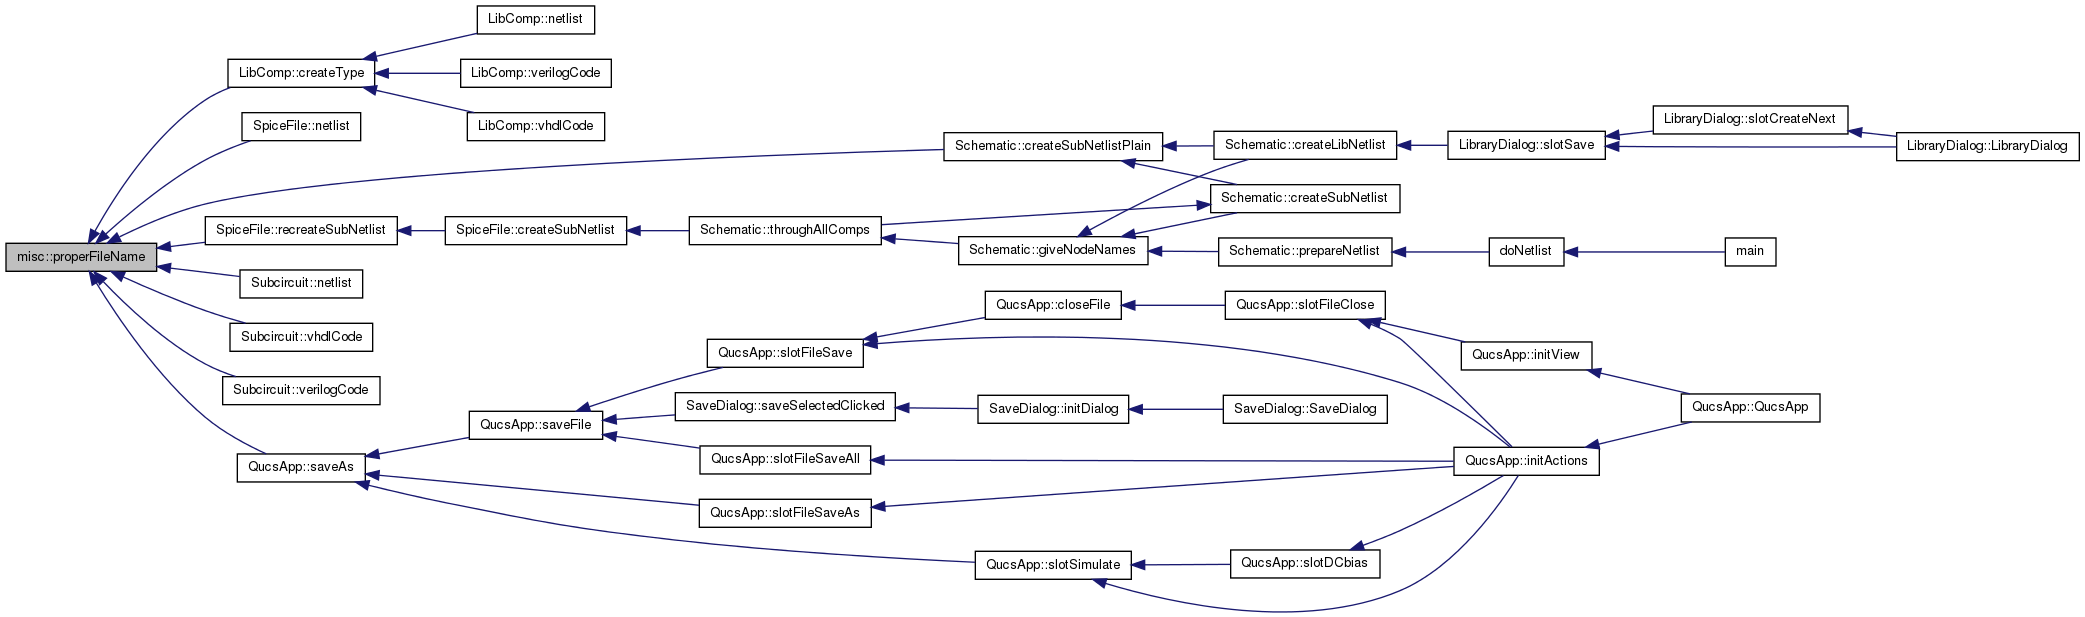 LibComp::netlist
LibComp::createType
LibComp::verilogCode
LibComp::vhdlCode
SpiceFile::netlist
Schematic::createSubNetlistPlain
Schematic::createLibNetlist
LibraryDialog::slotSave
LibraryDialog::slotCreateNext
LibraryDialog::LibraryDialog
Schematic::createSubNetlist
SpiceFile::recreateSubNetlist
SpiceFile::createSubNetlist
Schematic::throughAllComps
Schematic::giveNodeNames
Schematic::prepareNetlist
doNetlist
main
misc::properFileName
Subcircuit::netlist
Subcircuit::vhdlCode
Subcircuit::verilogCode
QucsApp::closeFile
QucsApp::slotFileClose
QucsApp::slotFileSave
QucsApp::initView
SaveDialog::saveSelectedClicked
SaveDialog::initDialog
SaveDialog::SaveDialog
QucsApp::QucsApp
QucsApp::saveFile
QucsApp::saveAs
QucsApp::slotFileSaveAll
QucsApp::initActions
QucsApp::slotFileSaveAs
QucsApp::slotSimulate
QucsApp::slotDCbias